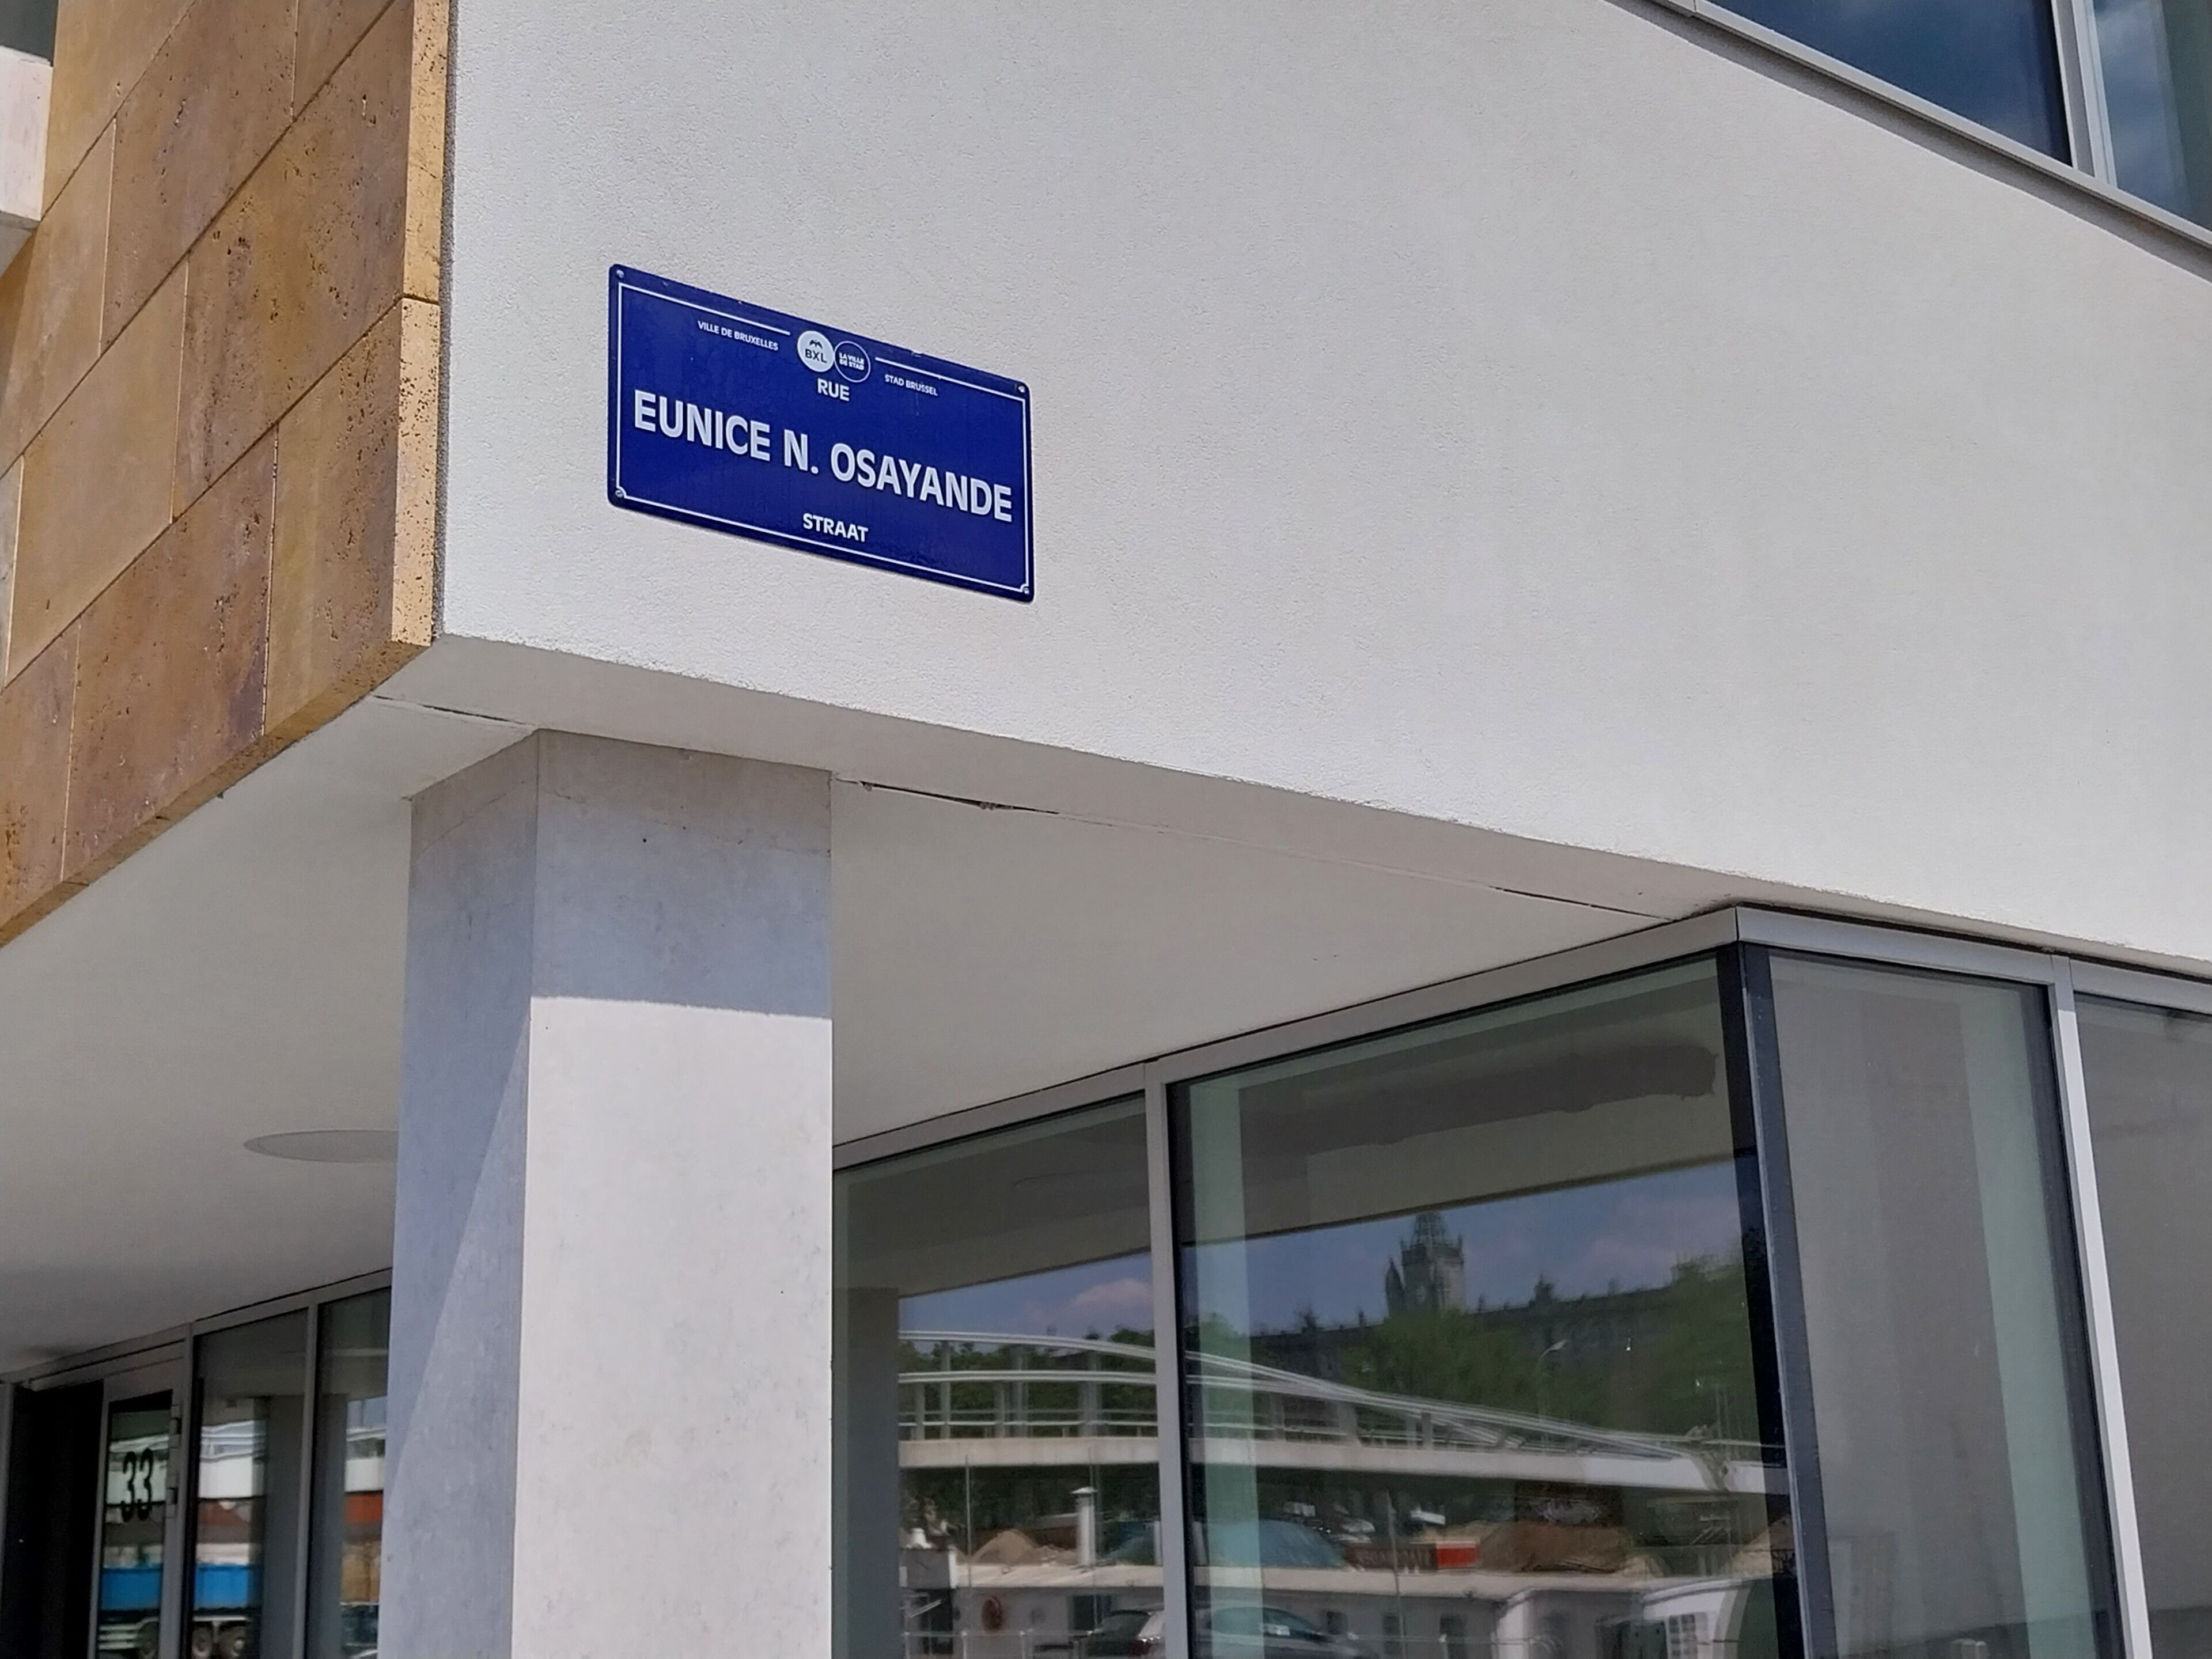 VILLE DE BRUXELLES
BXL
LA VILLE
DE STAD
STAD BRUSSEL
RUE
EUNICE N. OSAYANDE
STRAAT
33